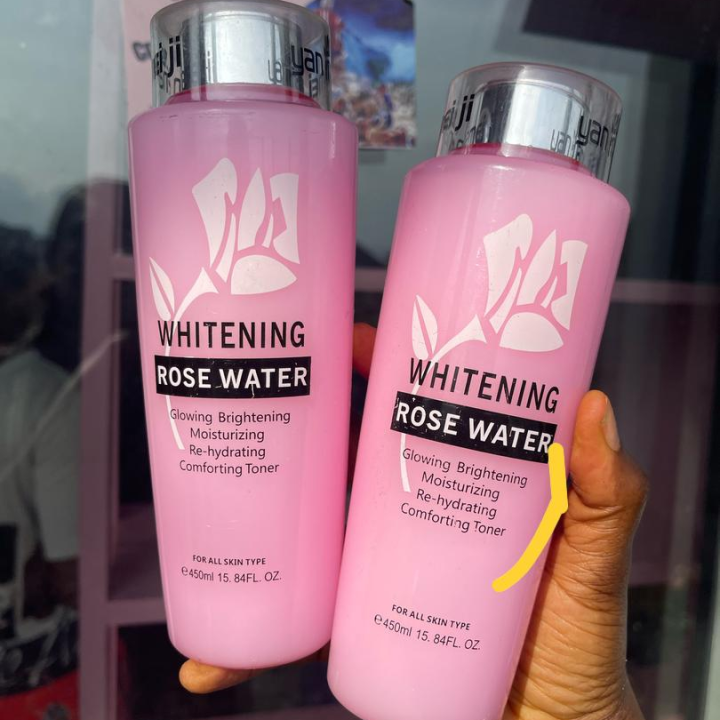 WHITENING
ROSE WATER
Glowing Brightening
Moisturizing
Re-hydrating
Comforting Toner
FOR ALL SKIN TYPE
℮450ml 15. 84FL. OZ.
WHITENING
ROSE WATER
Glowing Brightening
Moisturizing
Re-hydrating
Comforting Toner
FOR ALL SKIN TYPE
℮450ml 15. 84FL. OZ.